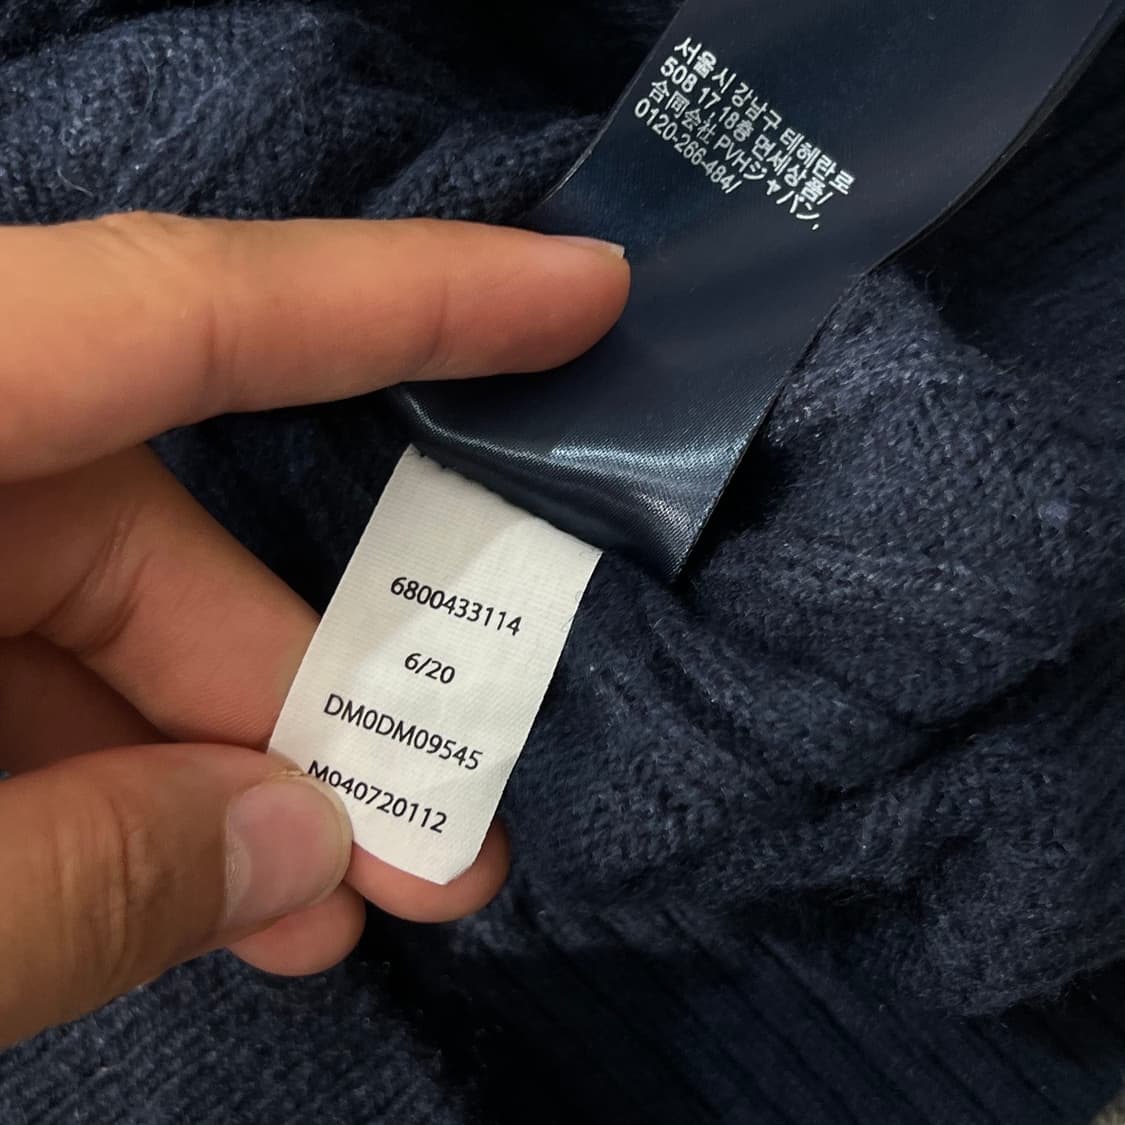 서울시 강남구 테헤란로
508 17 18층 면세상품/
合同会社 PVHジャパン,
0120-266-484/
6800433114
6/20
DM0DM09545
M040720112